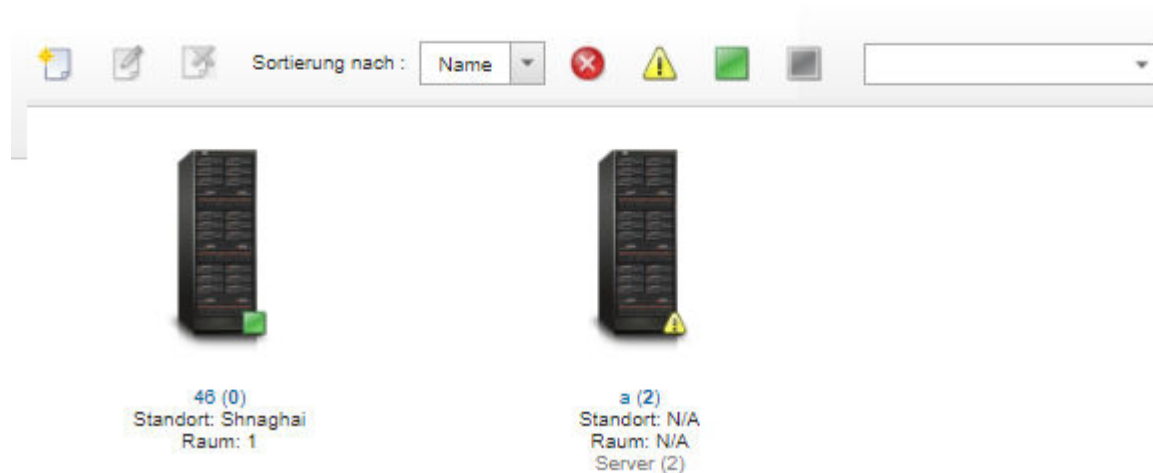 Sortierung nach : Name
46 (0)
Standort: Shnaghai
Raum: 1
a (2)
Standort: N/A
Raum: N/A
Server (2)